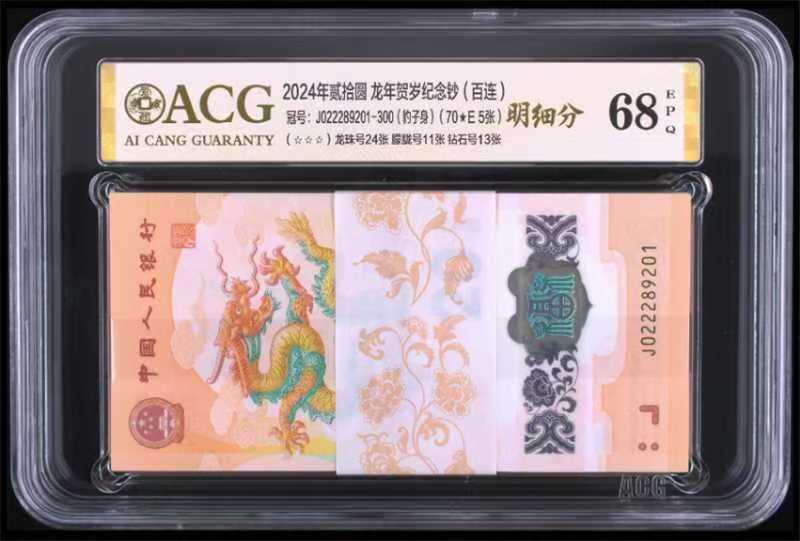 ACG
AI CANG GUARANTY
2024年贰拾圆 龙年贺岁纪念钞（百连）
冠号：J022289201-300（豹子身）（70★E 5张）明细分
（☆☆☆）龙珠号24张 朦胧号11张 钻石号13张
68
EPQ
中国人民银行
J022289201
ACG